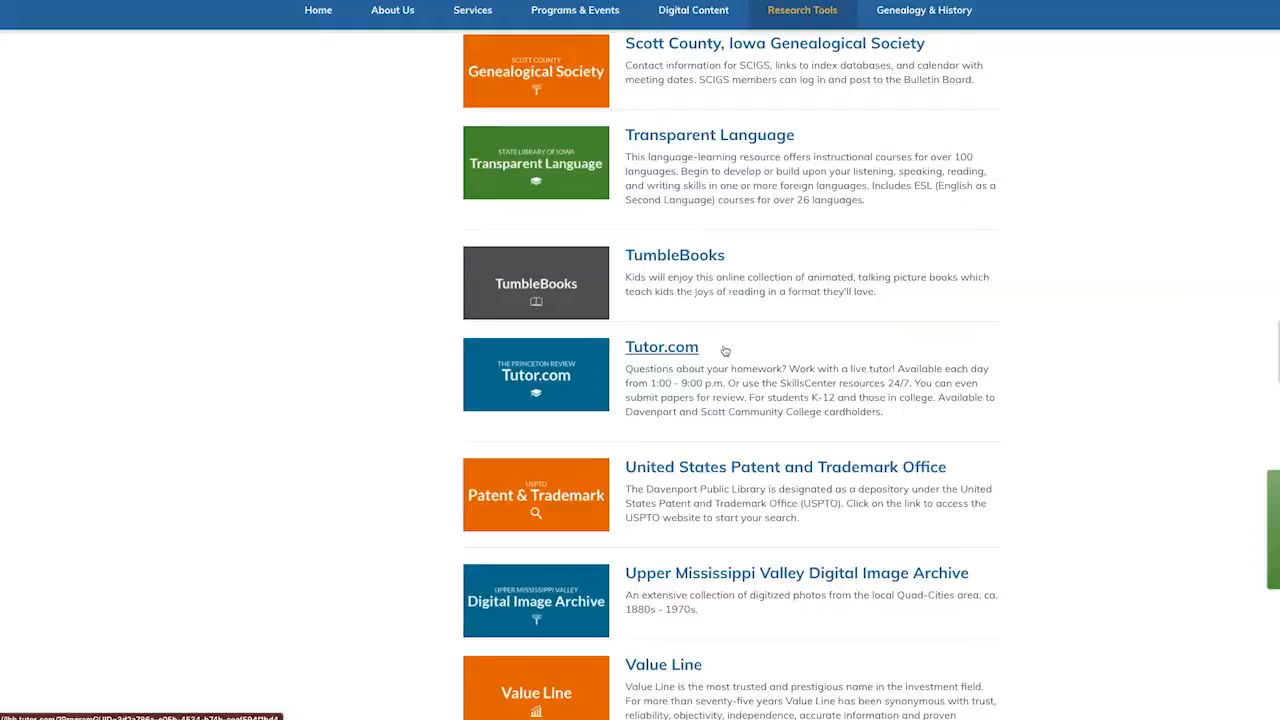 Home About Us Services Programs & Events Digital Content Research Tools Genealogy & History
SCOTT COUNTY
Genealogical Society
Scott County, Iowa Genealogical Society
Contact information for SCIGS, links to index databases, and calendar with
meeting dates. SCIGS members can log in and post to the Bulletin Board.
STATE LIBRARY OF IOWA
Transparent Language
Transparent Language
This language-learning resource offers instructional courses for over 100
languages. Begin to develop or build upon your listening, speaking, reading,
and writing skills in one or more foreign languages. Includes ESL (English as a
Second Language) courses for over 26 languages.
TumbleBooks
TumbleBooks
Kids will enjoy this online collection of animated, talking picture books which
teach kids the joys of reading in a format they'll love.
THE PRINCETON REVIEW
Tutor.com
Tutor.com
Questions about your homework? Work with a live tutor! Available each day
from 1:00 - 9:00 p.m. Or use the SkillsCenter resources 24/7. You can even
submit papers for review. For students K-12 and those in college. Available to
Davenport and Scott Community College cardholders.
USPTO
Patent & Trademark
United States Patent and Trademark Office
The Davenport Public Library is designated as a depository under the United
States Patent and Trademark Office (USPTO). Click on the link to access the
USPTO website to start your search.
UPPER MISSISSIPPI VALLEY
Digital Image Archive
Upper Mississippi Valley Digital Image Archive
An extensive collection of digitized photos from the local Quad-Cities area, ca.
1880s - 1970s.
Value Line
Value Line
Value Line is the most trusted and prestigious name in the investment field.
For more than seventy-five years Value Line has been synonymous with trust,
reliability, objectivity, independence, accurate information and proven